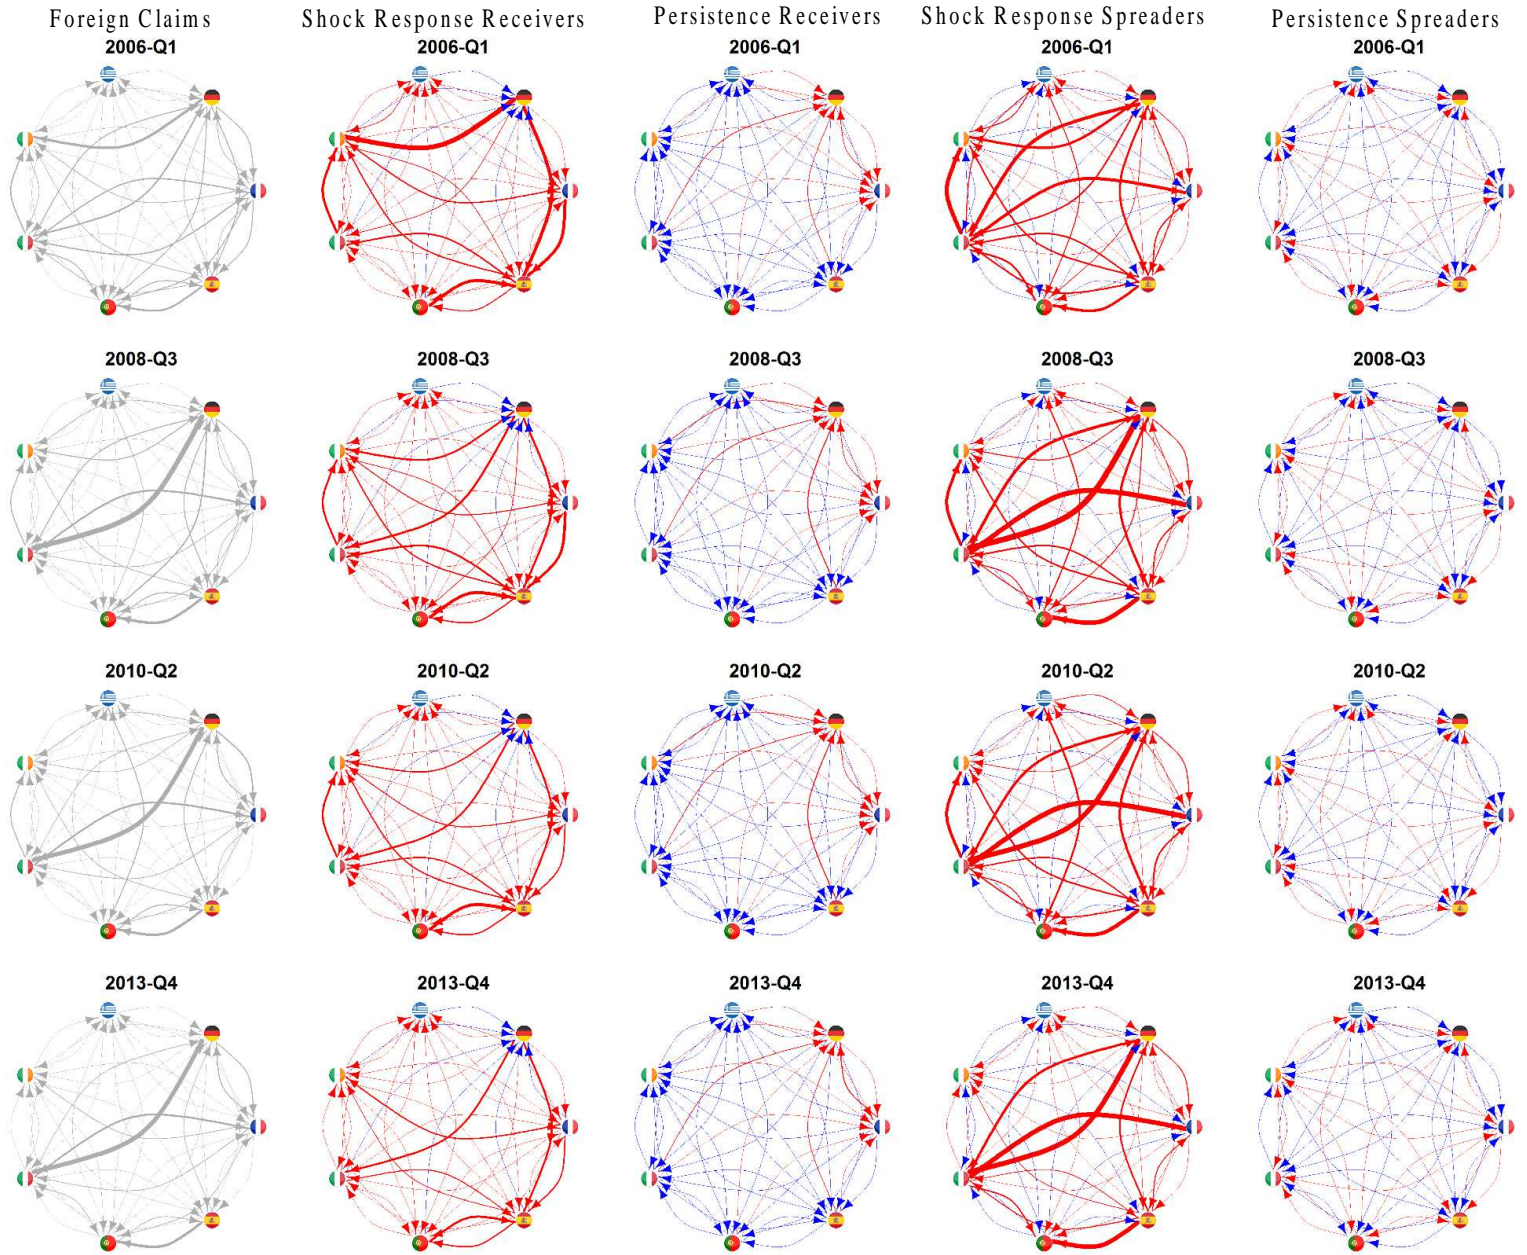 Foreign Claims Shock Response Receivers Persistence Receivers Shock Response Spreaders Persistence Spreaders
2006-Q1 2006-Q1 2006-Q1 2006-Q1 2006-Q1
2008-Q3 2008-Q3 2008-Q3 2008-Q3 2008-Q3
2010-Q2 2010-Q2 2010-Q2 2010-Q2 2010-Q2
2013-Q4 2013-Q4 2013-Q4 2013-Q4 2013-Q4